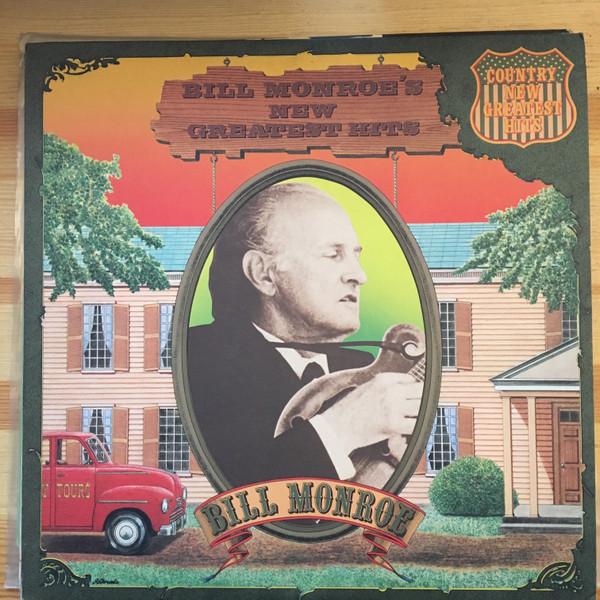 BILL MONROE'S
NEW
GREATEST HITS
COUNTRY
NEW
GREATEST
HITS
TOURS
BILL MONROE